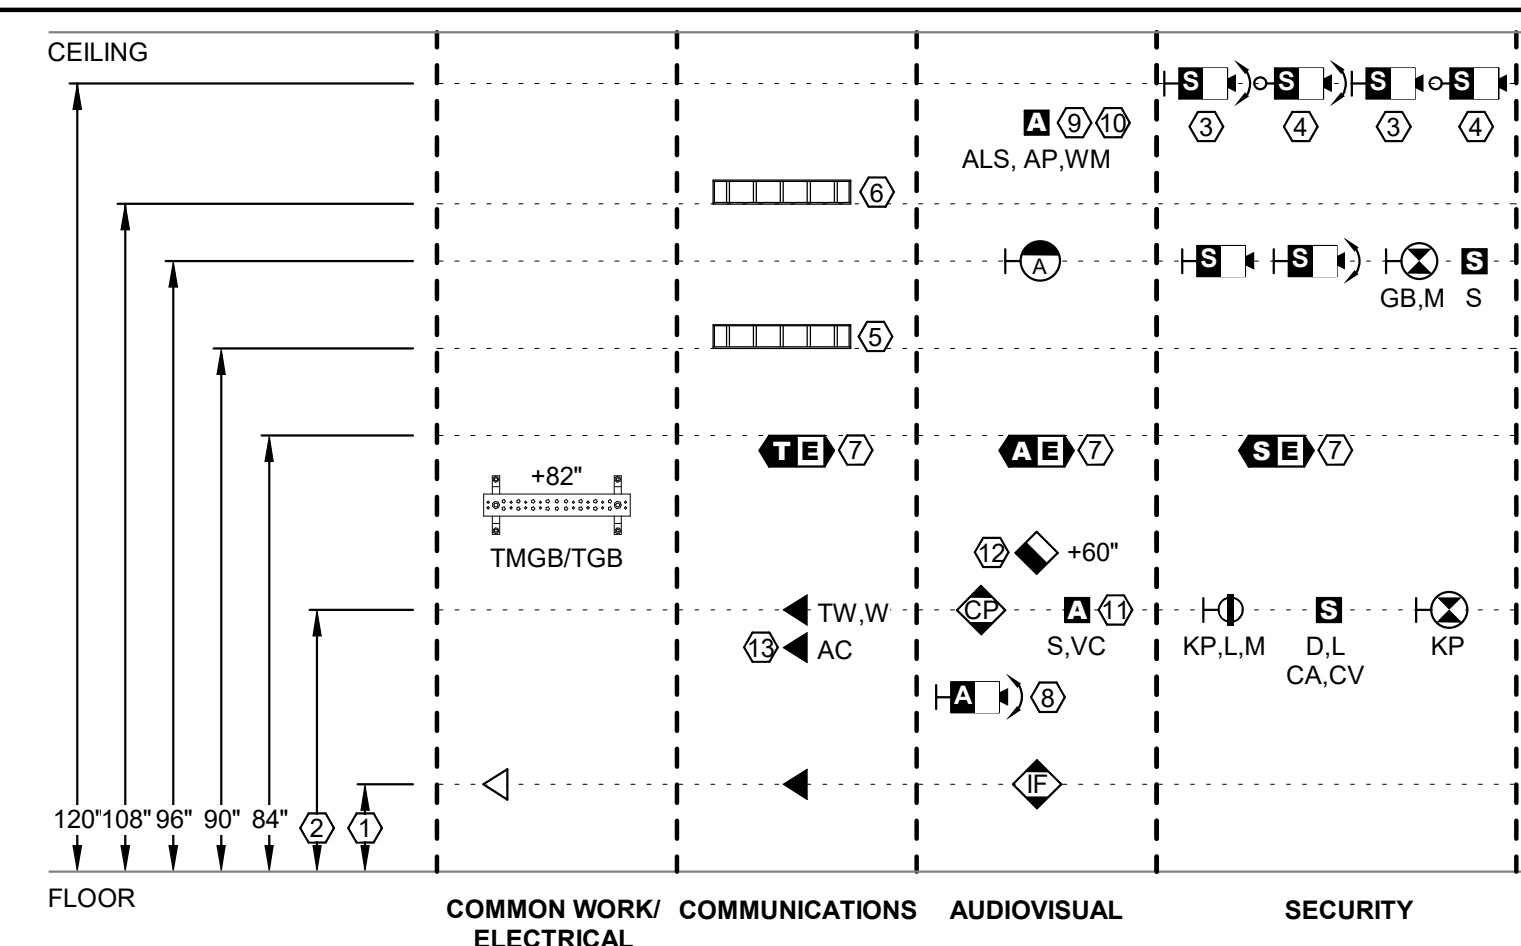 CEILING
S S S S
A 9 10 3 4 3 4
ALS, AP,WM
6
A S S S
GB,M S
5
T E 7 A E 7 S E 7
+82"
TMGB/TGB
12 +60"
TW,W CP A 11 S
13 AC S,VC KP,L,M D,L KP
CA,CV
A 8
IF
120" 108" 96" 90" 84" 2 1
FLOOR
COMMON WORK/ COMMUNICATIONS AUDIOVISUAL SECURITY
ELECTRICAL